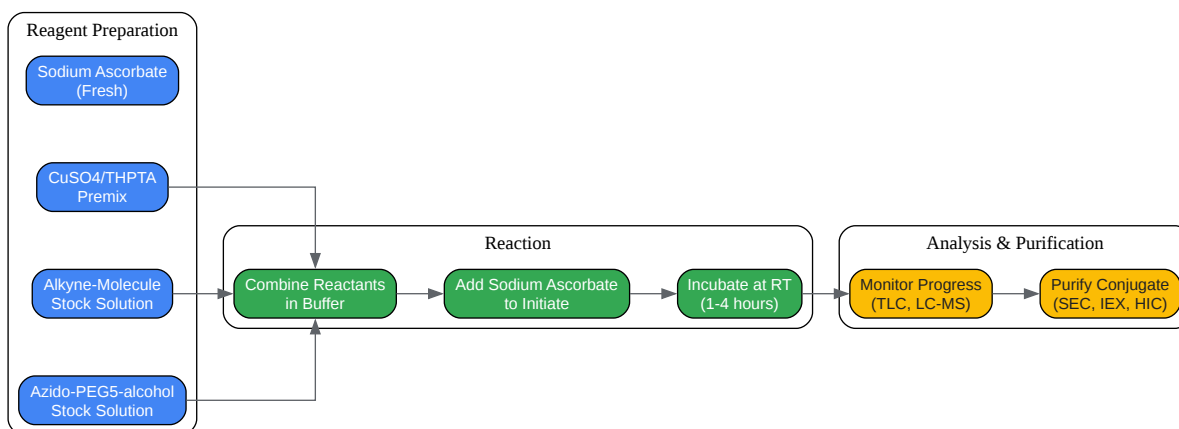 Reagent Preparation
Sodium Ascorbate
(Fresh)
CuSO4/THPTA
Premix
Alkyne-Molecule
Stock Solution
Azido-PEG5-alcohol
Stock Solution
Reaction
Combine Reactants
in Buffer
Add Sodium Ascorbate
to Initiate
Incubate at RT
(1-4 hours)
Analysis & Purification
Monitor Progress
(TLC, LC-MS)
Purify Conjugate
(SEC, IEX, HIC)